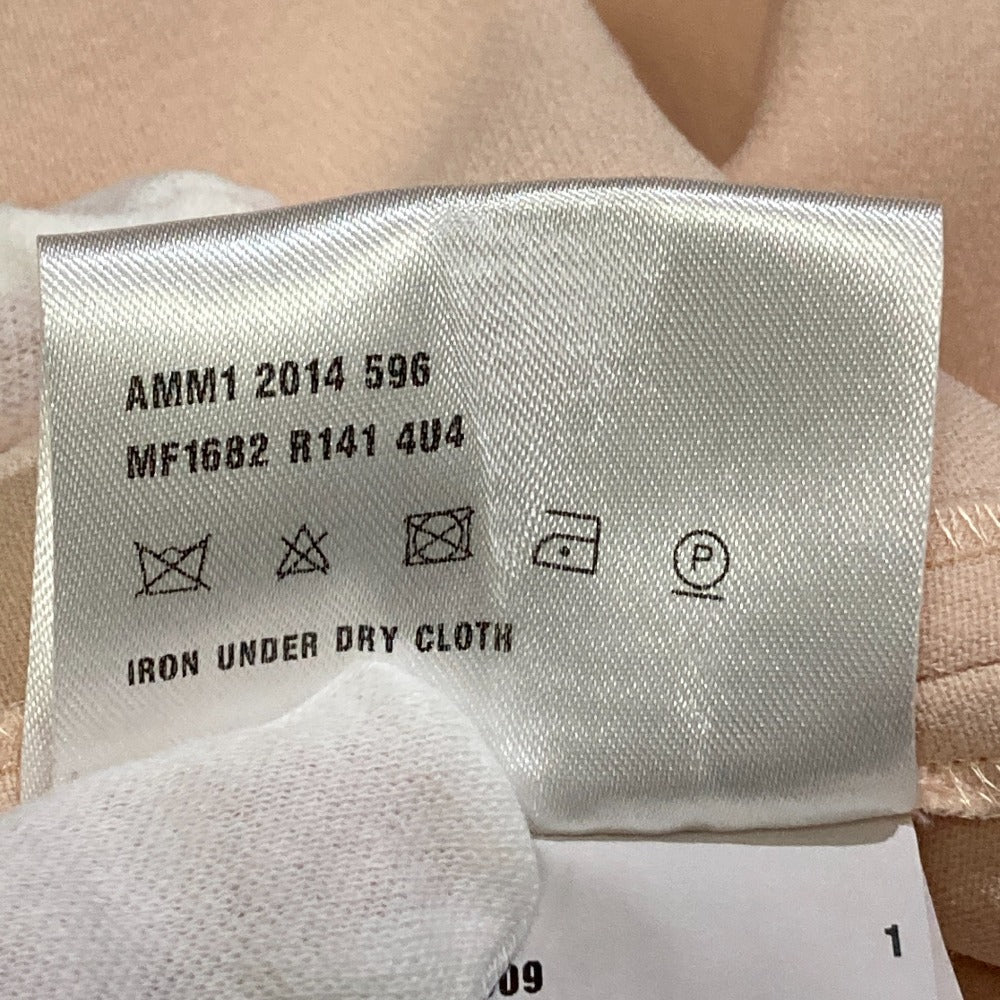 AMM1 2014 596
MF1682 R141 4U4
P
IRON UNDER DRY CLOTH
1
09